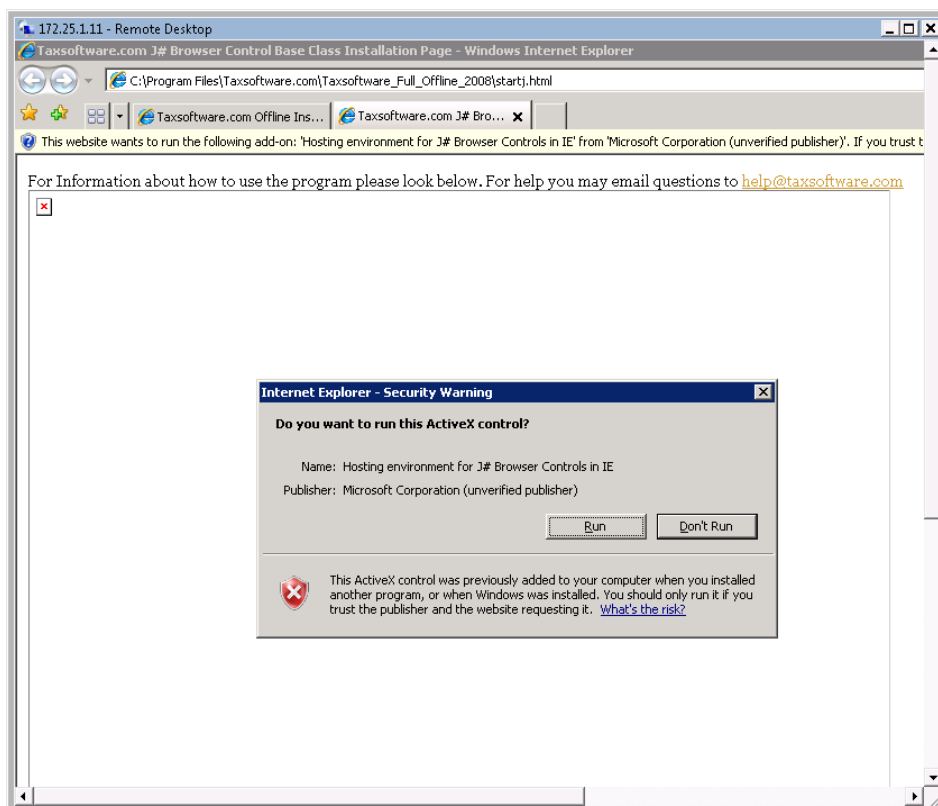 172.25.1.11 - Remote Desktop
Taxsoftware.com J# Browser Control Base Class Installation Page - Windows Internet Explorer
C:\Program Files\Taxsoftware.com\Taxsoftware_Full_Offline_2008\startj.html
Taxsoftware.com Offline Ins... Taxsoftware.com J# Bro...
This website wants to run the following add-on: 'Hosting environment for J# Browser Controls in IE' from 'Microsoft Corporation (unverified publisher)'. If you trust t
For Information about how to use the program please look below. For help you may email questions to help@taxsoftware.com
Internet Explorer - Security Warning
Do you want to run this ActiveX control?
Name: Hosting environment for J# Browser Controls in IE
Publisher: Microsoft Corporation (unverified publisher)
Run Don't Run
This ActiveX control was previously added to your computer when you installed
another program, or when Windows was installed. You should only run it if you
trust the publisher and the website requesting it. What's the risk?